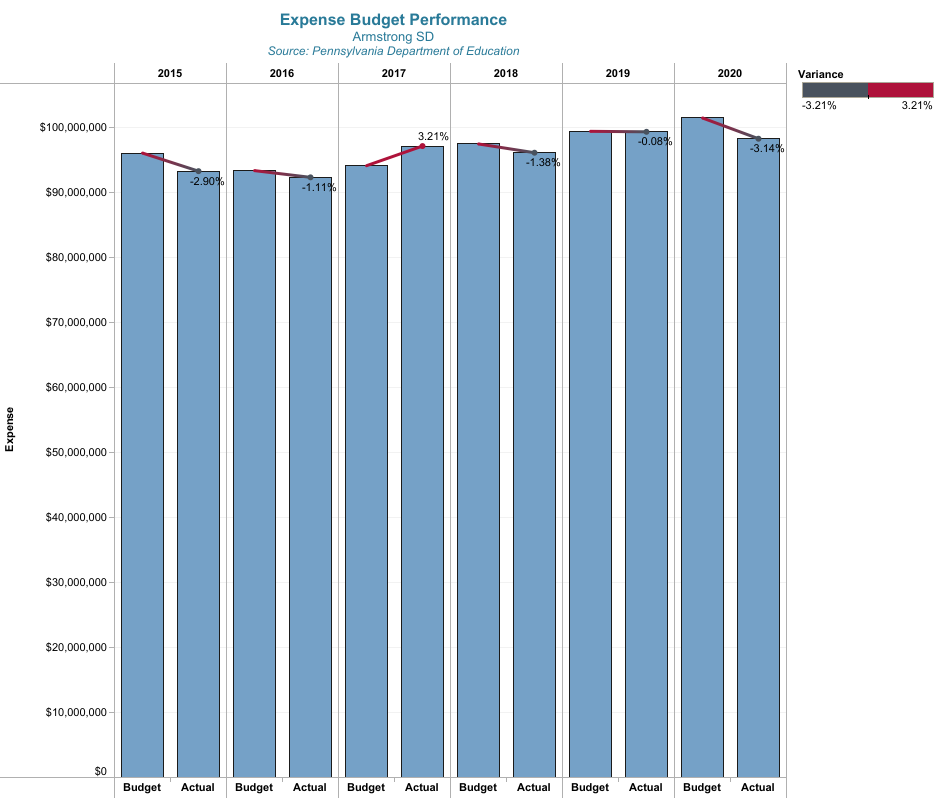 Expense Budget Performance
Armstrong SD
Source: Pennsylvania Department of Education
2015 2016 2017 2018 2019 2020
Variance
-3.21% 3.21%
$100,000,000
$90,000,000
$80,000,000
$70,000,000
$60,000,000
$50,000,000
$40,000,000
$30,000,000
$20,000,000
$10,000,000
$0
Expense
-2.90%
-1.11%
3.21%
-1.38%
-0.08%
-3.14%
Budget Actual Budget Actual Budget Actual Budget Actual Budget Actual Budget Actual